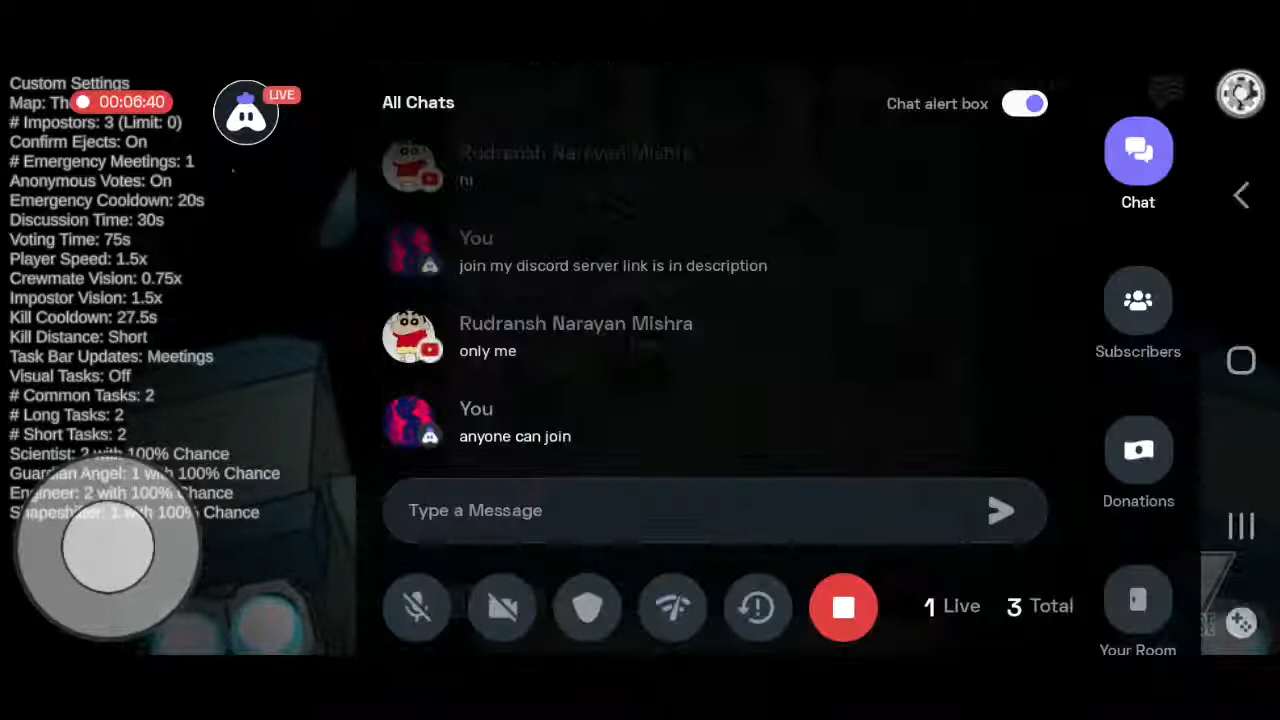 Custom Settings
Map: Th
00:06:40
# Impostors: 3 (Limit: 0)
Confirm Ejects: On
# Emergency Meetings: 1
Anonymous Votes: On
Emergency Cooldown: 20s
Discussion Time: 30s
Voting Time: 75s
Player Speed: 1.5x
Crewmate Vision: 0.75x
Impostor Vision: 1.5x
Kill Cooldown: 27.5s
Kill Distance: Short
Task Bar Updates: Meetings
Visual Tasks: Off
# Common Tasks: 2
# Long Tasks: 2
# Short Tasks: 2
Scientist: 2 with 100% Chance
Guardian Angel: 1 with 100% Chance
Engineer: 2 with 100% Chance
Shapeshifter: 1 with 100% Chance
LIVE
All Chats
Chat alert box
Rudransh Narayan Mishra
hi
You
join my discord server link is in description
Rudransh Narayan Mishra
only me
You
anyone can join
Type a Message
1 Live 3 Total
Chat
Subscribers
Donations
Your Room